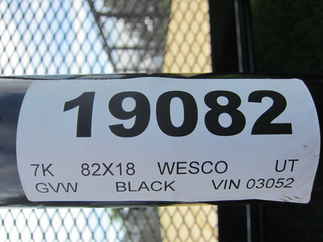 19082
7K 82X18 WESCO UT
GVW BLACK VIN 03052